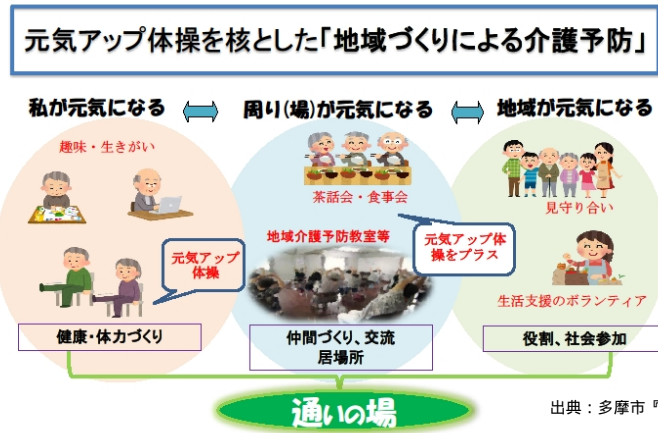 元気アップ体操を核とした「地域づくりによる介護予防」
私が元気になる
周り(場)が元気になる
地域が元気になる
趣味・生きがい
茶話会・食事会
見守り合い
地域介護予防教室等
元気アップ
体操
元気アップ体
操をプラス
生活支援のボランティア
健康・体力づくり
仲間づくり、交流
居場所
役割、社会参加
通いの場
出典：多摩市『